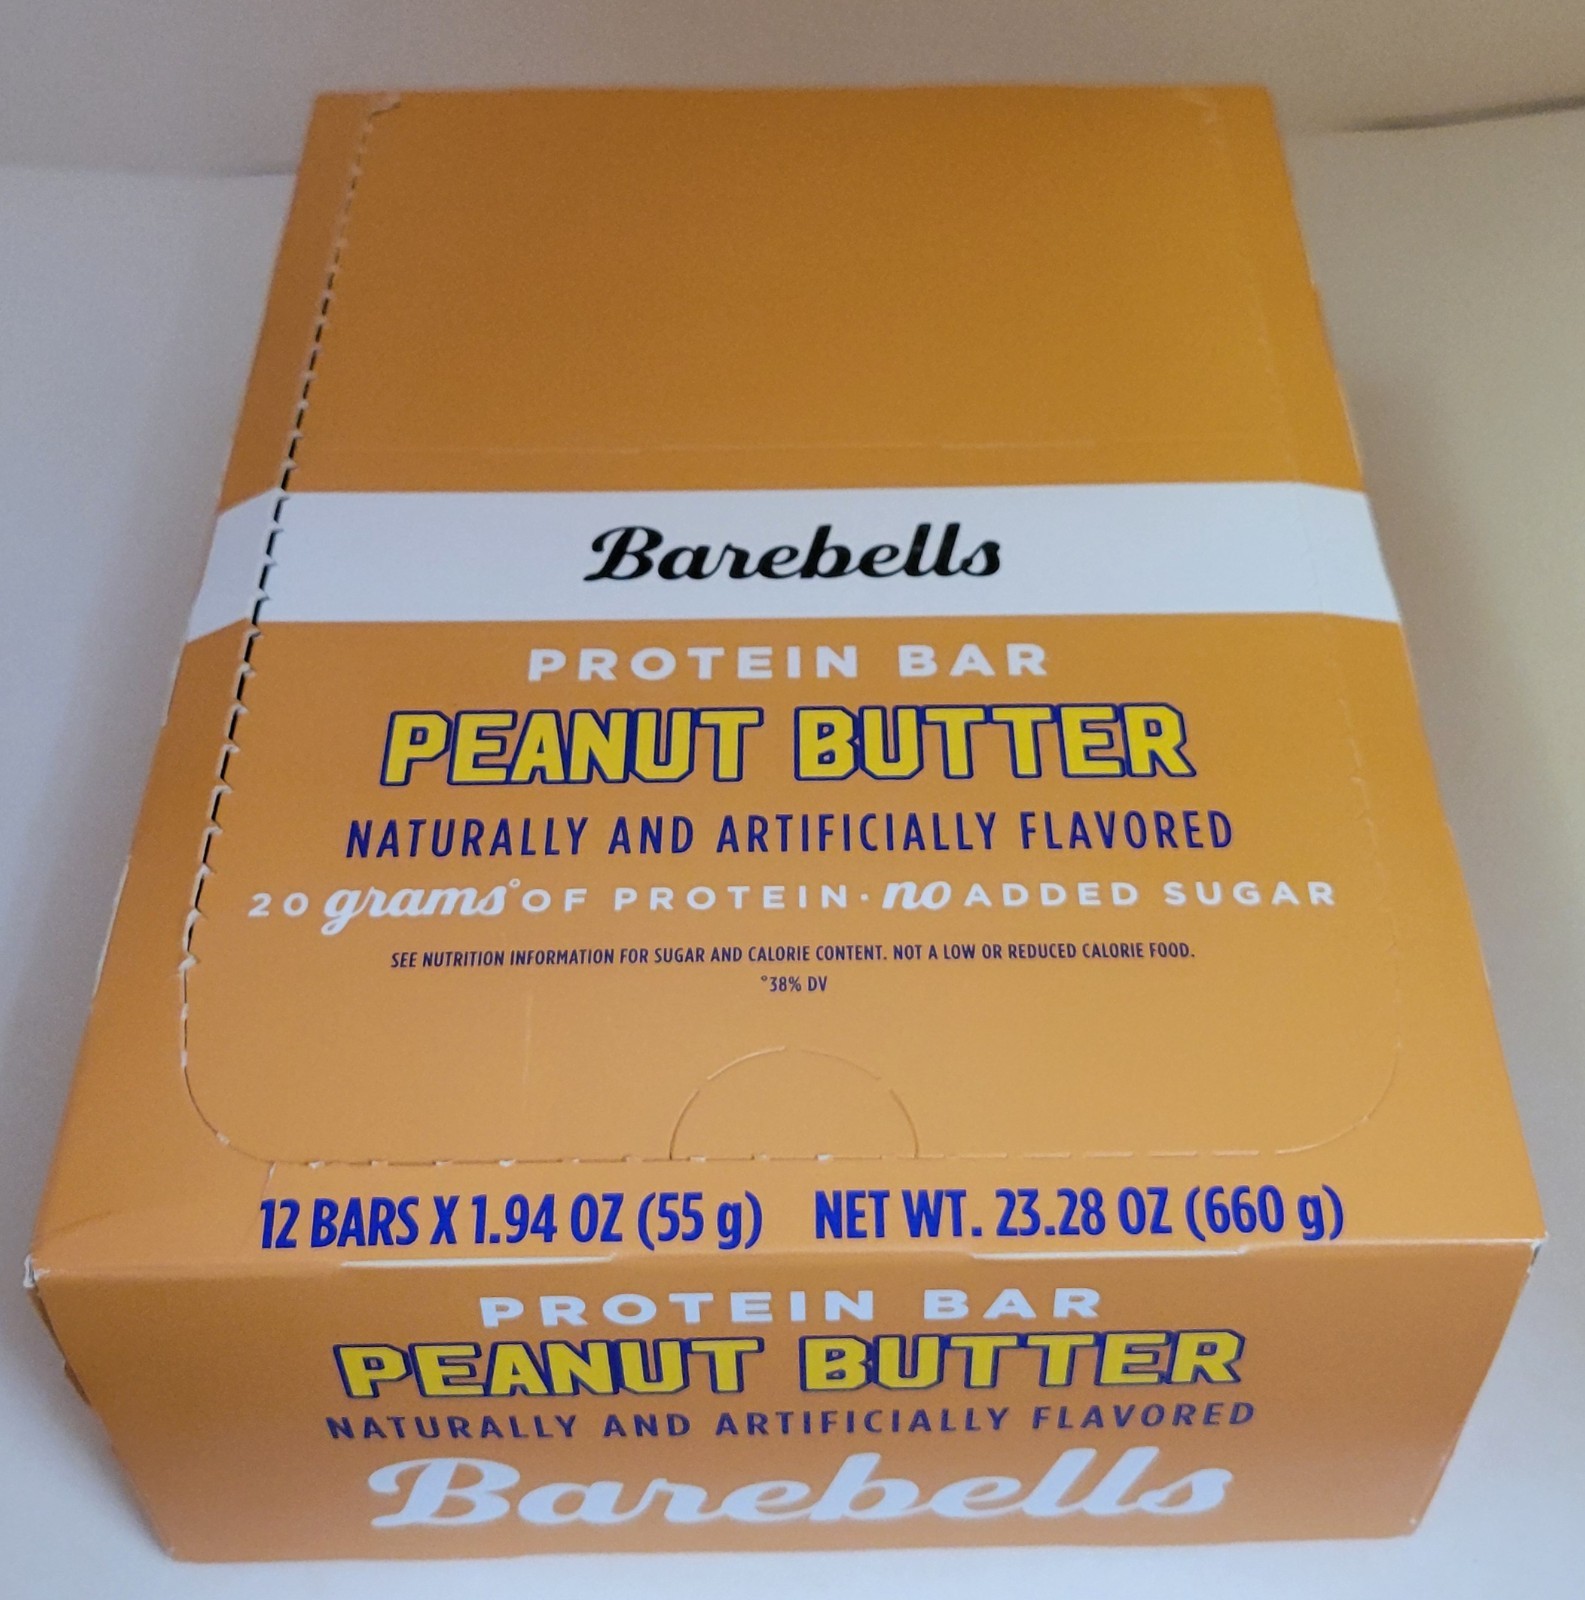 Barebells
PROTEIN BAR
PEANUT BUTTER
NATURALLY AND ARTIFICIALLY FLAVORED
20 grams° OF PROTEIN · no ADDED SUGAR
SEE NUTRITION INFORMATION FOR SUGAR AND CALORIE CONTENT. NOT A LOW OR REDUCED CALORIE FOOD.
°38% DV
12 BARS X 1.94 OZ (55 g) NET WT. 23.28 OZ (660 g)
PROTEIN BAR
PEANUT BUTTER
NATURALLY AND ARTIFICIALLY FLAVORED
Barebells